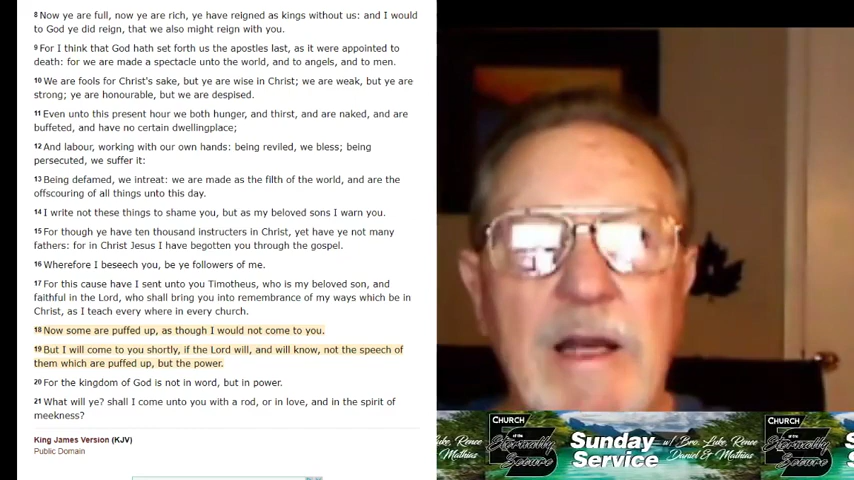 8 Now ye are full, now ye are rich, ye have reigned as kings without us: and I would
to God ye did reign, that we also might reign with you.
9 For I think that God hath set forth us the apostles last, as it were appointed to
death: for we are made a spectacle unto the world, and to angels, and to men.
10 We are fools for Christ's sake, but ye are wise in Christ; we are weak, but ye are
strong; ye are honourable, but we are despised.
11 Even unto this present hour we both hunger, and thirst, and are naked, and are
buffeted, and have no certain dwellingplace;
12 And labour, working with our own hands: being reviled, we bless; being
persecuted, we suffer it:
13 Being defamed, we intreat: we are made as the filth of the world, and are the
offscouring of all things unto this day.
14 I write not these things to shame you, but as my beloved sons I warn you.
15 For though ye have ten thousand instructers in Christ, yet have ye not many
fathers: for in Christ Jesus I have begotten you through the gospel.
16 Wherefore I beseech you, be ye followers of me.
17 For this cause have I sent unto you Timotheus, who is my beloved son, and
faithful in the Lord, who shall bring you into remembrance of my ways which be in
Christ, as I teach every where in every church.
18 Now some are puffed up, as though I would not come to you.
19 But I will come to you shortly, if the Lord will, and will know, not the speech of
them which are puffed up, but the power.
20 For the kingdom of God is not in word, but in power.
21 What will ye? shall I come unto you with a rod, or in love, and in the spirit of
meekness?
King James Version (KJV)
Public Domain
Luke, Renee
Mathias
CHURCH
of the
Eternally
Secure
Sunday
Service
w/ Bro. Luke, Renee
Daniel & Mathias
CHURCH
of the
Eternally
Secure
S